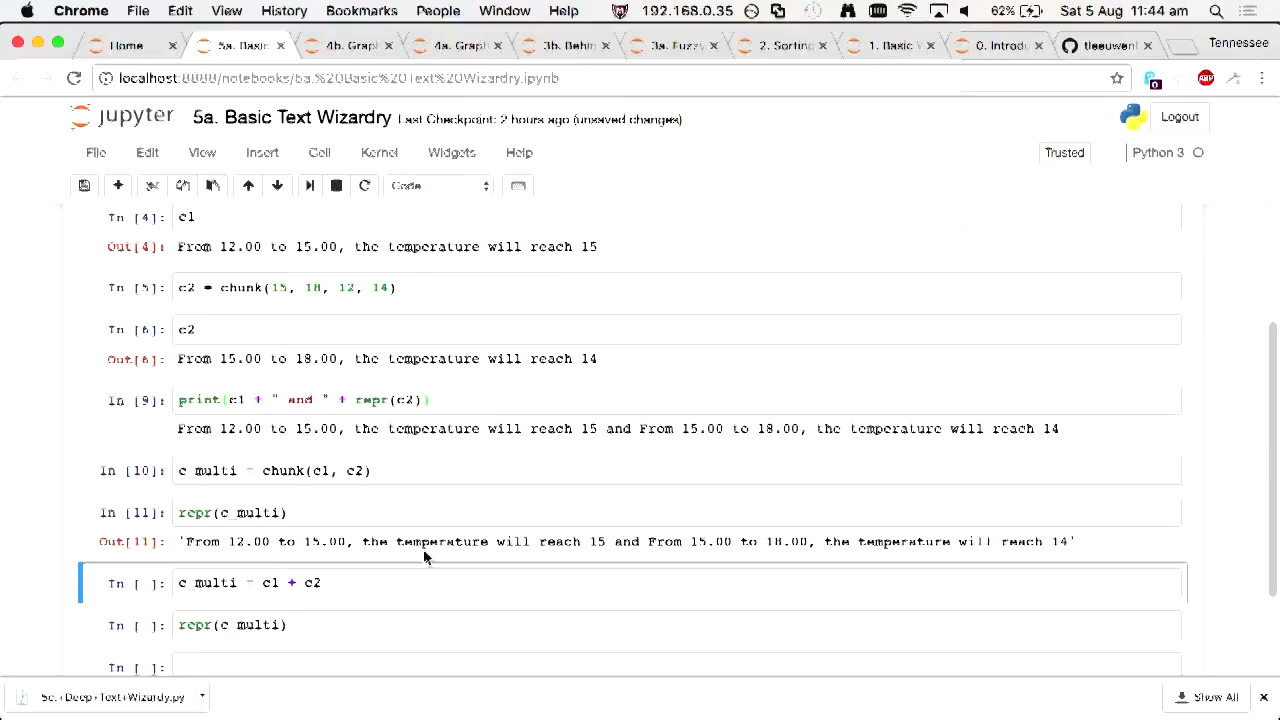 Chrome File Edit View History Bookmarks People Window Help 192.168.0.35 62% Sat 5 Aug 11:44 am
Home 5a. Basic 4b. Grap 4a. Grap 3b. Behin 3a. Fuzz 2. Sortin 1. Basic 0. Introdu Tennessee
localhost:8888/notebooks/5a.%20Basic%20Text%20Wizardry.ipynb
jupyter 5a. Basic Text Wizardry Last Checkpoint: 2 hours ago (unsaved changes) Logout
File Edit View Insert Cell Kernel Widgets Help Trusted Python 3
Code
In [4]: c1
Out[4]: From 12.00 to 15.00, the temperature will reach 15
In [5]: c2 = chunk(15, 18, 12, 14)
In [6]: c2
Out[6]: From 15.00 to 18.00, the temperature will reach 14
In [9]: print(c1 + " and " + repr(c2))
From 12.00 to 15.00, the temperature will reach 15 and From 15.00 to 18.00, the temperature will reach 14
In [10]: c_multi = chunk(c1, c2)
In [11]: repr(c_multi)
Out[11]: 'From 12.00 to 15.00, the temperature will reach 15 and From 15.00 to 18.00, the temperature will reach 14'
In [ ]: c_multi = c1 + c2
In [ ]: repr(c_multi)
In [ ]:
5c.+Deep+Text+Wizardy.py Show All